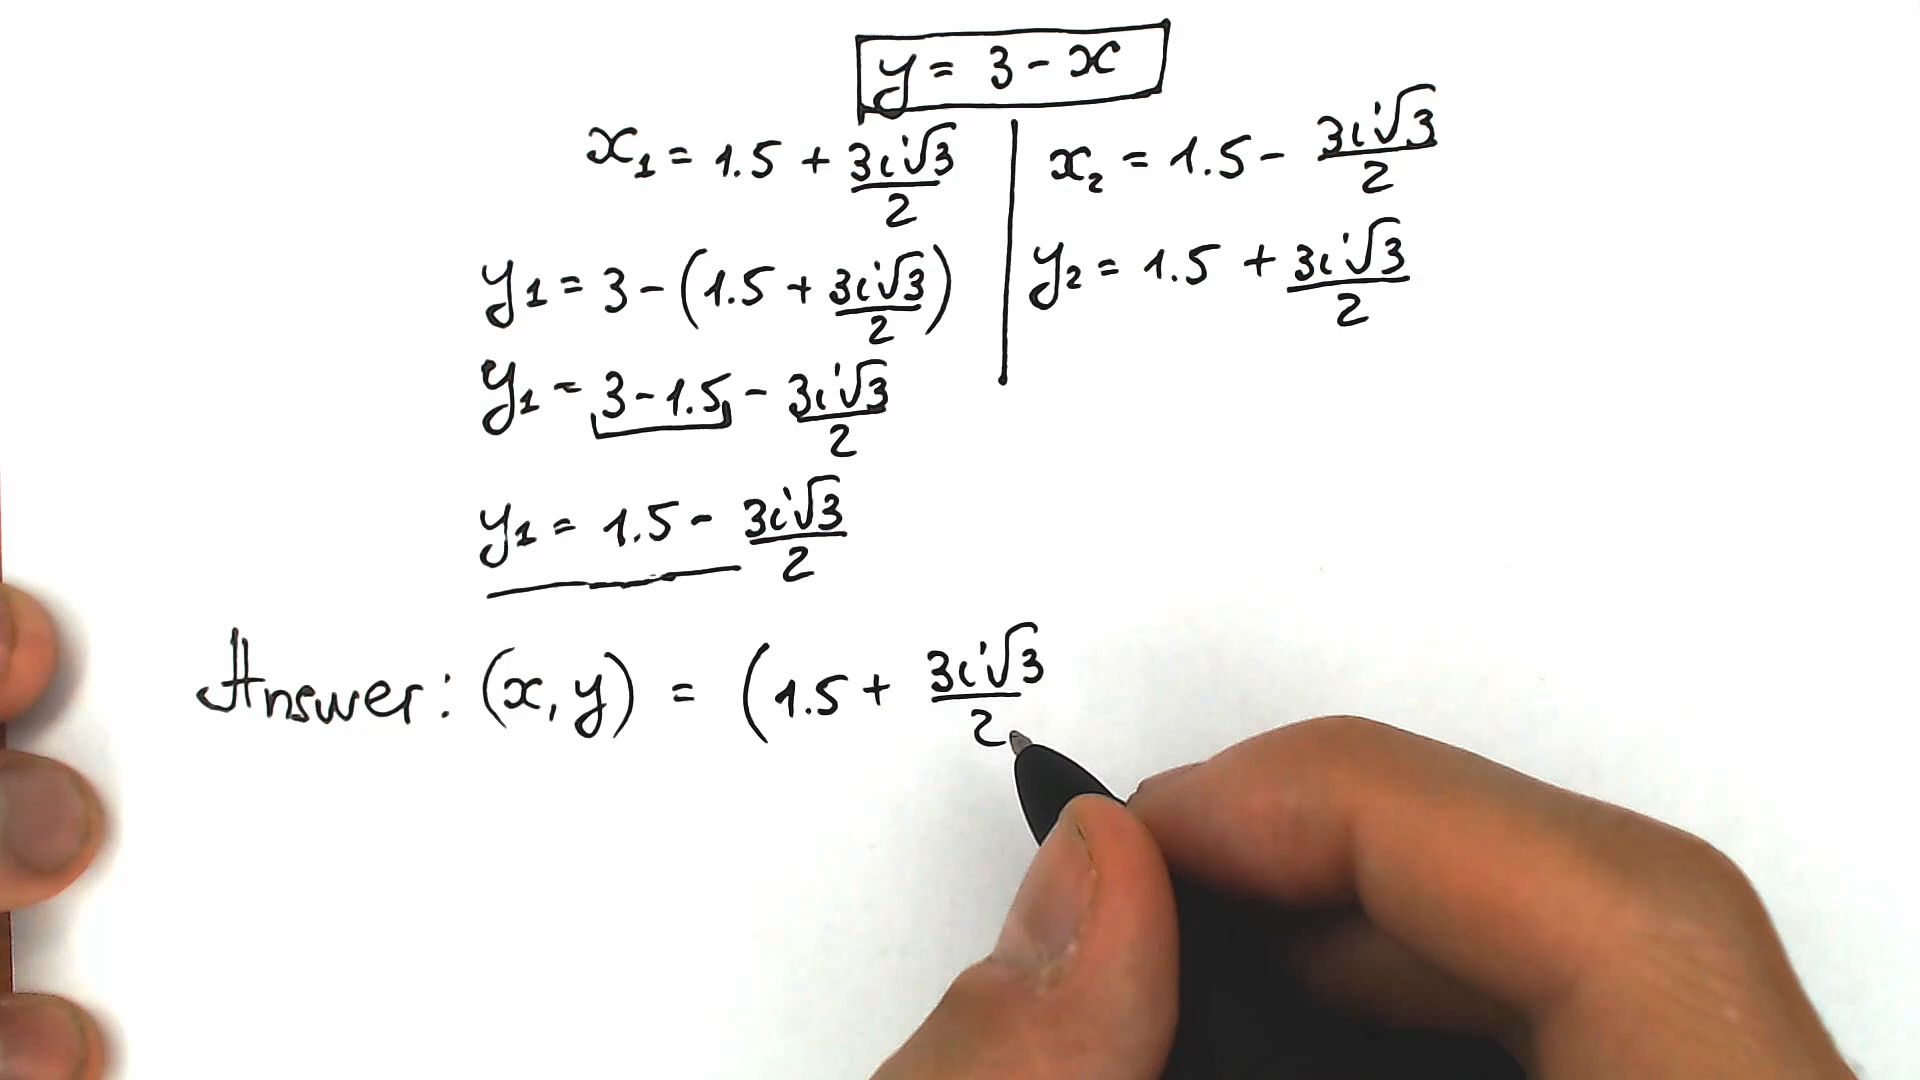 y = 3 - x
x₁ = 1.5 + 3i√3/2
y₁ = 3 - (1.5 + 3i√3/2)
y₁ = 3 - 1.5 - 3i√3/2
y₁ = 1.5 - 3i√3/2
x₂ = 1.5 - 3i√3/2
y₂ = 1.5 + 3i√3/2
Answer: (x, y) = (1.5 + 3i√3/2